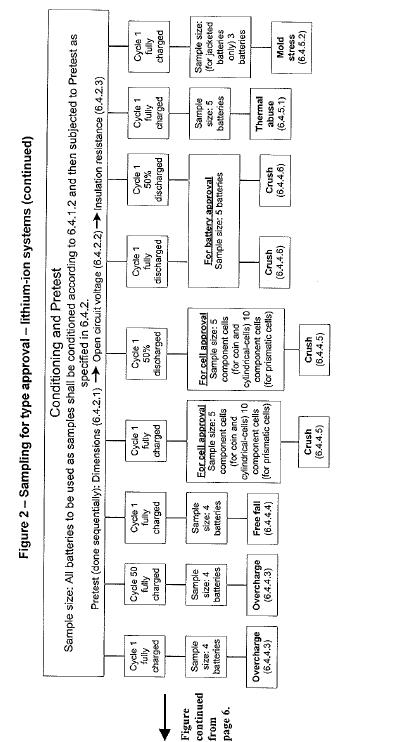 Figure 2 – Sampling for type approval – lithium-ion systems (continued)
Conditioning and Pretest
Sample size: All batteries to be used as samples shall be conditioned according to 6.4.1.2 and then subjected to Pretest as
specified in 6.4.2.
Pretest (done sequentially): Dimensions (6.4.2.1) → Open circuit voltage (6.4.2.2) → Insulation resistance (6.4.2.3)
Cycle 1
fully
charged
Sample
size: 4
batteries
Overcharge
(6.4.4.3)
Cycle 50
fully
charged
Sample
size: 4
batteries
Overcharge
(6.4.4.3)
Cycle 1
fully
charged
Sample
size: 4
batteries
Free fall
(6.4.4.4)
Cycle 1
fully
charged
For cell approval
Sample size: 5
component cells
(for coin and
cylindrical-cells) 10
component cells
(for prismatic cells)
Crush
(6.4.4.5)
Cycle 1
50%
discharged
For cell approval
Sample size: 5
component cells
(for coin and
cylindrical-cells) 10
component cells
(for prismatic cells)
Crush
(6.4.4.5)
Cycle 1
fully
discharged
Cycle 1
50%
discharged
For battery approval
Sample size: 5 batteries
Crush
(6.4.4.6)
Crush
(6.4.4.6)
Cycle 1
fully
charged
Sample
size: 5
batteries
Thermal
abuse
(6.4.5.1)
Cycle 1
fully
charged
Sample size:
(for jacketed
batteries
only) 3
batteries
Mold
stress
(6.4.5.2)
Figure
continued
from
page 6.